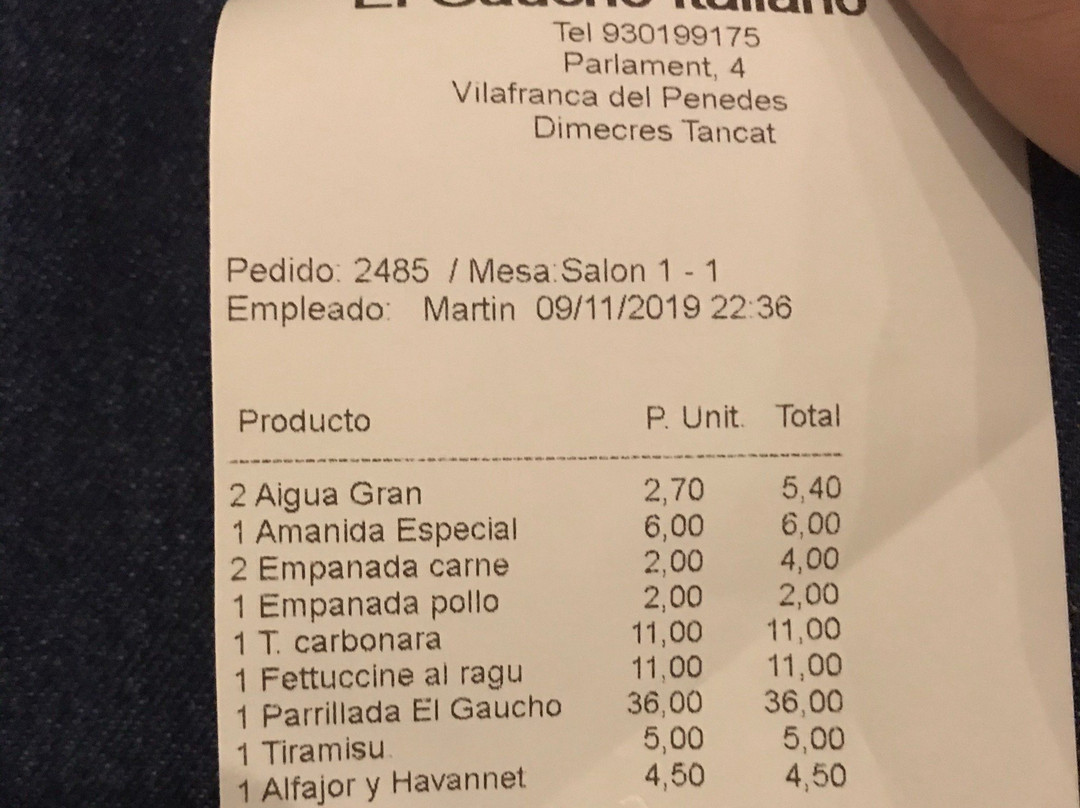 El Gaucho Italiano
Tel 930199175
Parlament, 4
Vilafranca del Penedes
Dimecres Tancat
Pedido: 2485 / Mesa:Salon 1 - 1
Empleado: Martin 09/11/2019 22:36
Producto P. Unit. Total
2 Aigua Gran 2,70 5,40
1 Amanida Especial 6,00 6,00
2 Empanada carne 2,00 4,00
1 Empanada pollo 2,00 2,00
1 T. carbonara 11,00 11,00
1 Fettuccine al ragu 11,00 11,00
1 Parrillada El Gaucho 36,00 36,00
1 Tiramisu. 5,00 5,00
1 Alfajor y Havannet 4,50 4,50